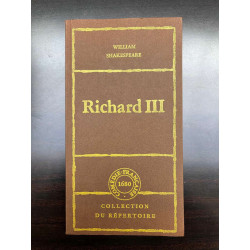 WILLIAM
SHAKESPEARE
Richard III
COMÉDIE-FRANÇAISE
1680
COLLECTION
DU RÉPERTOIRE